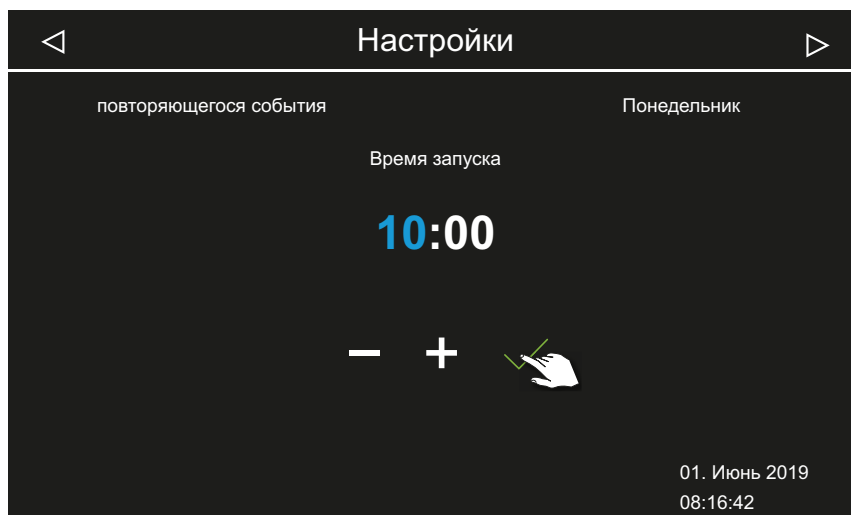 Настройки
повторяющегося события Понедельник
Время запуска
10:00
01. Июнь 2019
08:16:42